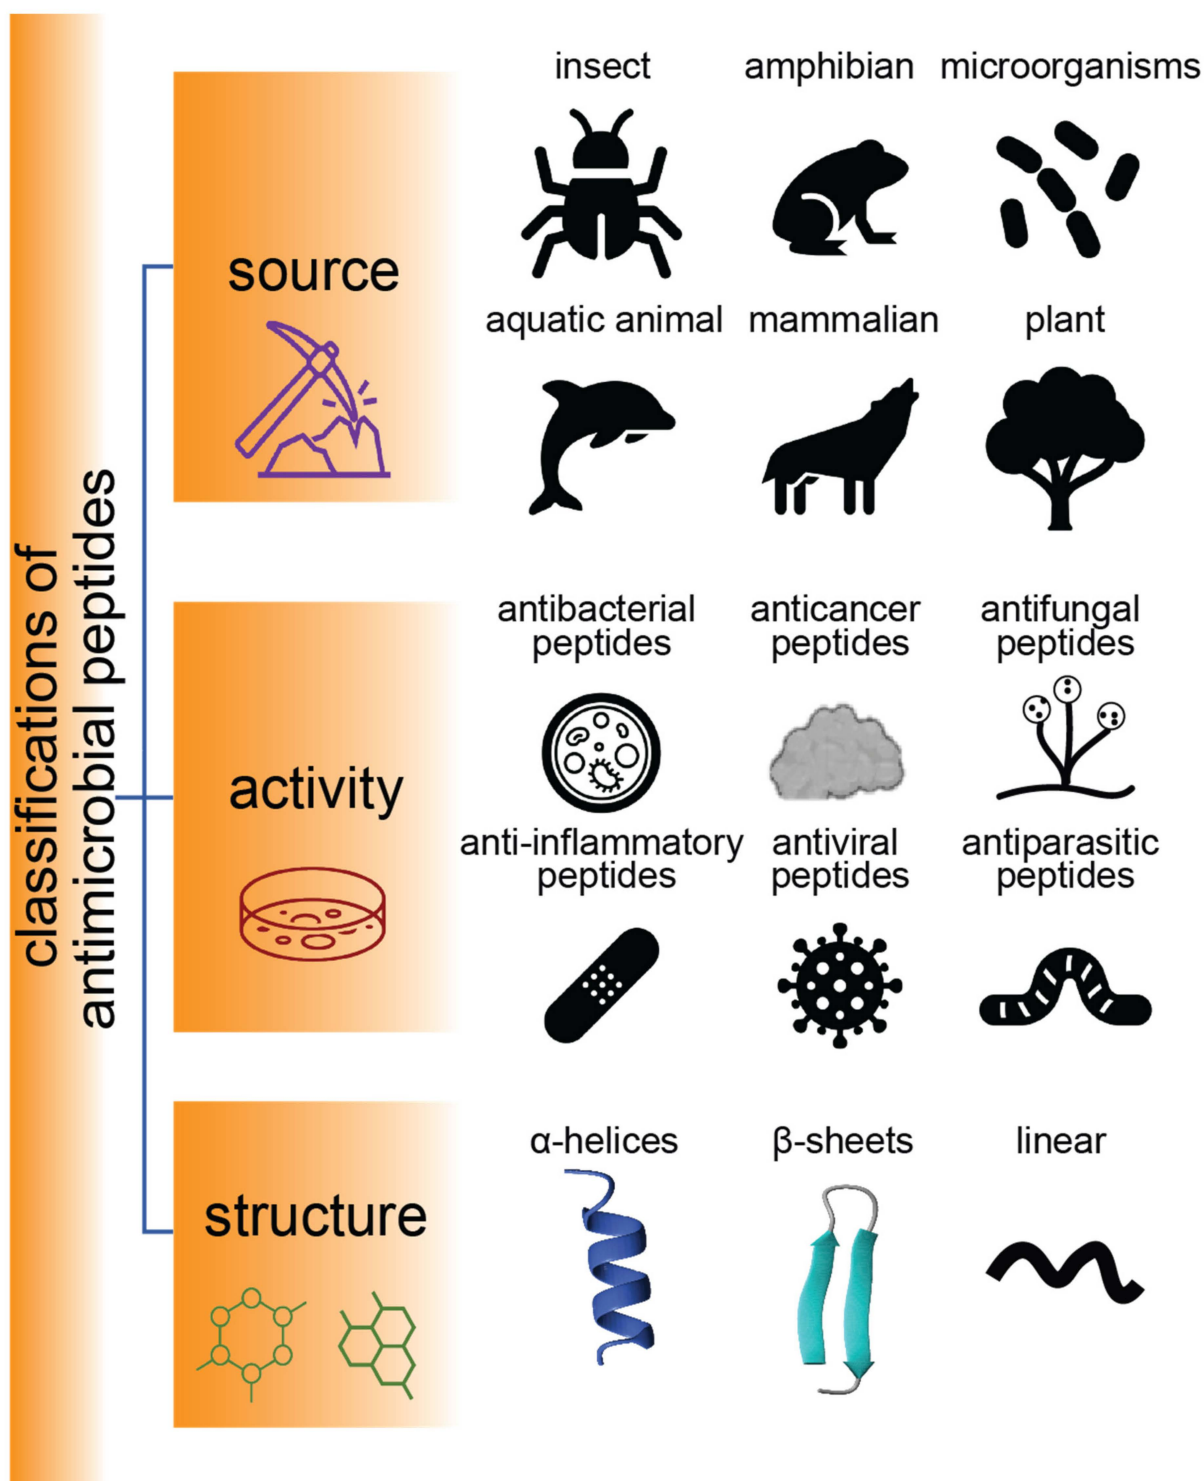 classifications of
antimicrobial peptides
source
insect
amphibian
microorganisms
aquatic animal
mammalian
plant
activity
antibacterial
peptides
anticancer
peptides
antifungal
peptides
anti-inflammatory
peptides
antiviral
peptides
antiparasitic
peptides
structure
α-helices
β-sheets
linear